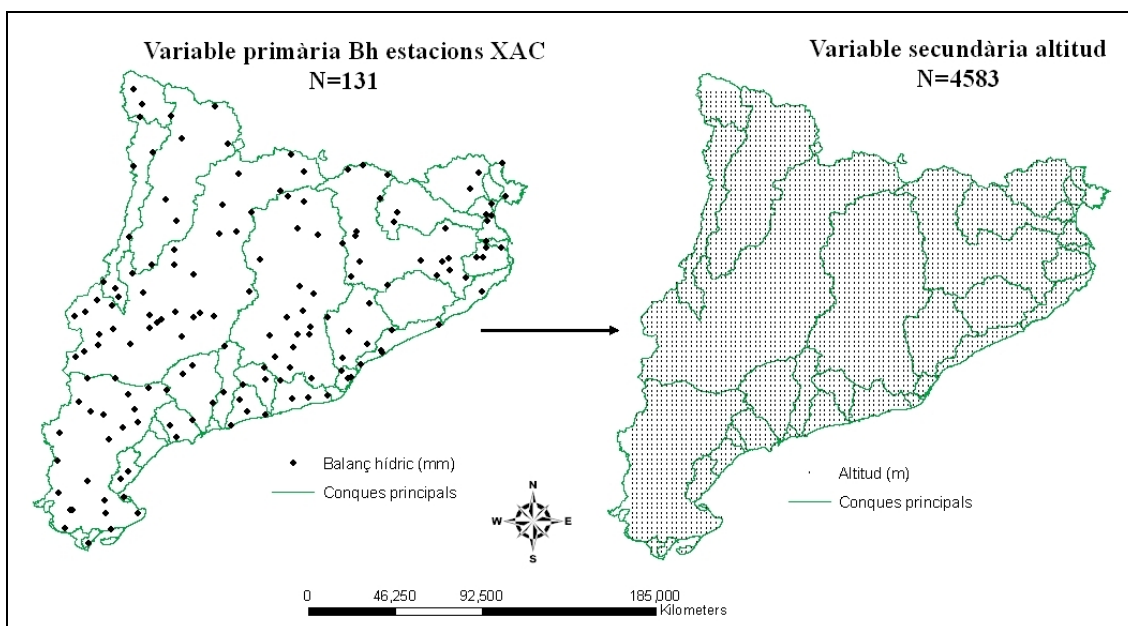 Variable primària Bh estacions XAC
N=131
Variable secundària altitud
N=4583
Balanç hídric (mm)
Conques principals
Altitud (m)
Conques principals
N
W
E
S
0
46,250
92,500
185,000
Kilometers